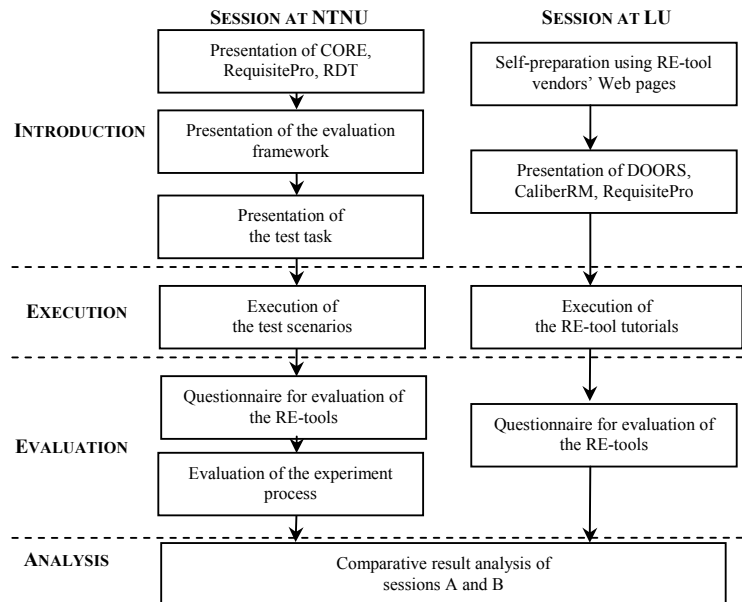 SESSION AT NTNU
SESSION AT LU
INTRODUCTION
Presentation of CORE,
RequisitePro, RDT
Presentation of the evaluation
framework
Presentation of
the test task
Self-preparation using RE-tool
vendors' Web pages
Presentation of DOORS,
CaliberRM, RequisitePro
EXECUTION
Execution of
the test scenarios
Execution of
the RE-tool tutorials
EVALUATION
Questionnaire for evaluation of
the RE-tools
Evaluation of the experiment
process
Questionnaire for evaluation of
the RE-tools
ANALYSIS
Comparative result analysis of
sessions A and B